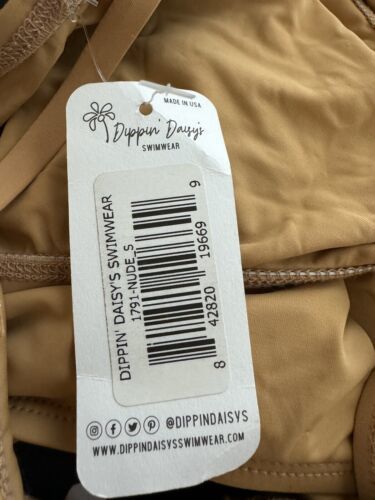 MADE IN USA
Dippin' Daisy's
SWIMWEAR
DIPPIN' DAISY'S SWIMWEAR
1791-NUDE_S
8 42820 19669 9
@DIPPINDAISYS
WWW.DIPPINDAISYSSWIMWEAR.COM